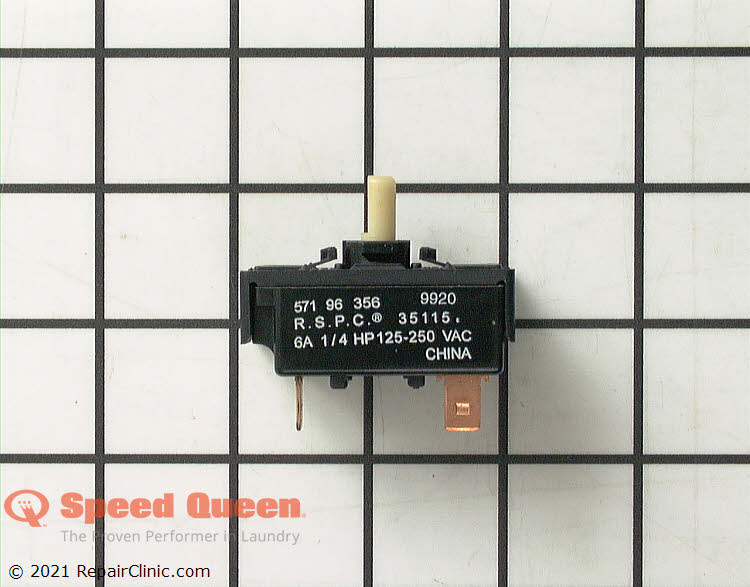 571 96 356 9920
R.S.P.C.® 35115.
6A 1/4 HP125-250 VAC
CHINA
Speed Queen®
The Proven Performer in Laundry
© 2021 RepairClinic.com®